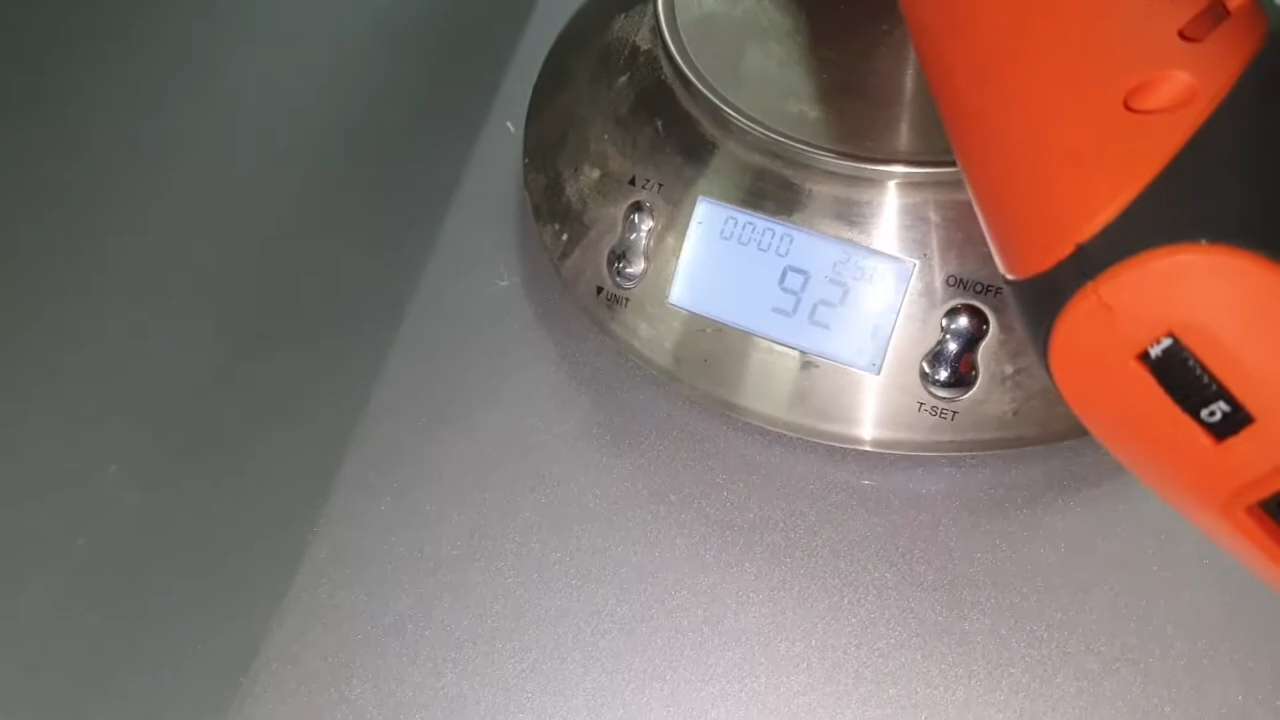 ▲ Z/T
00:00
92
▼ UNIT
ON/OFF
T-SET
5